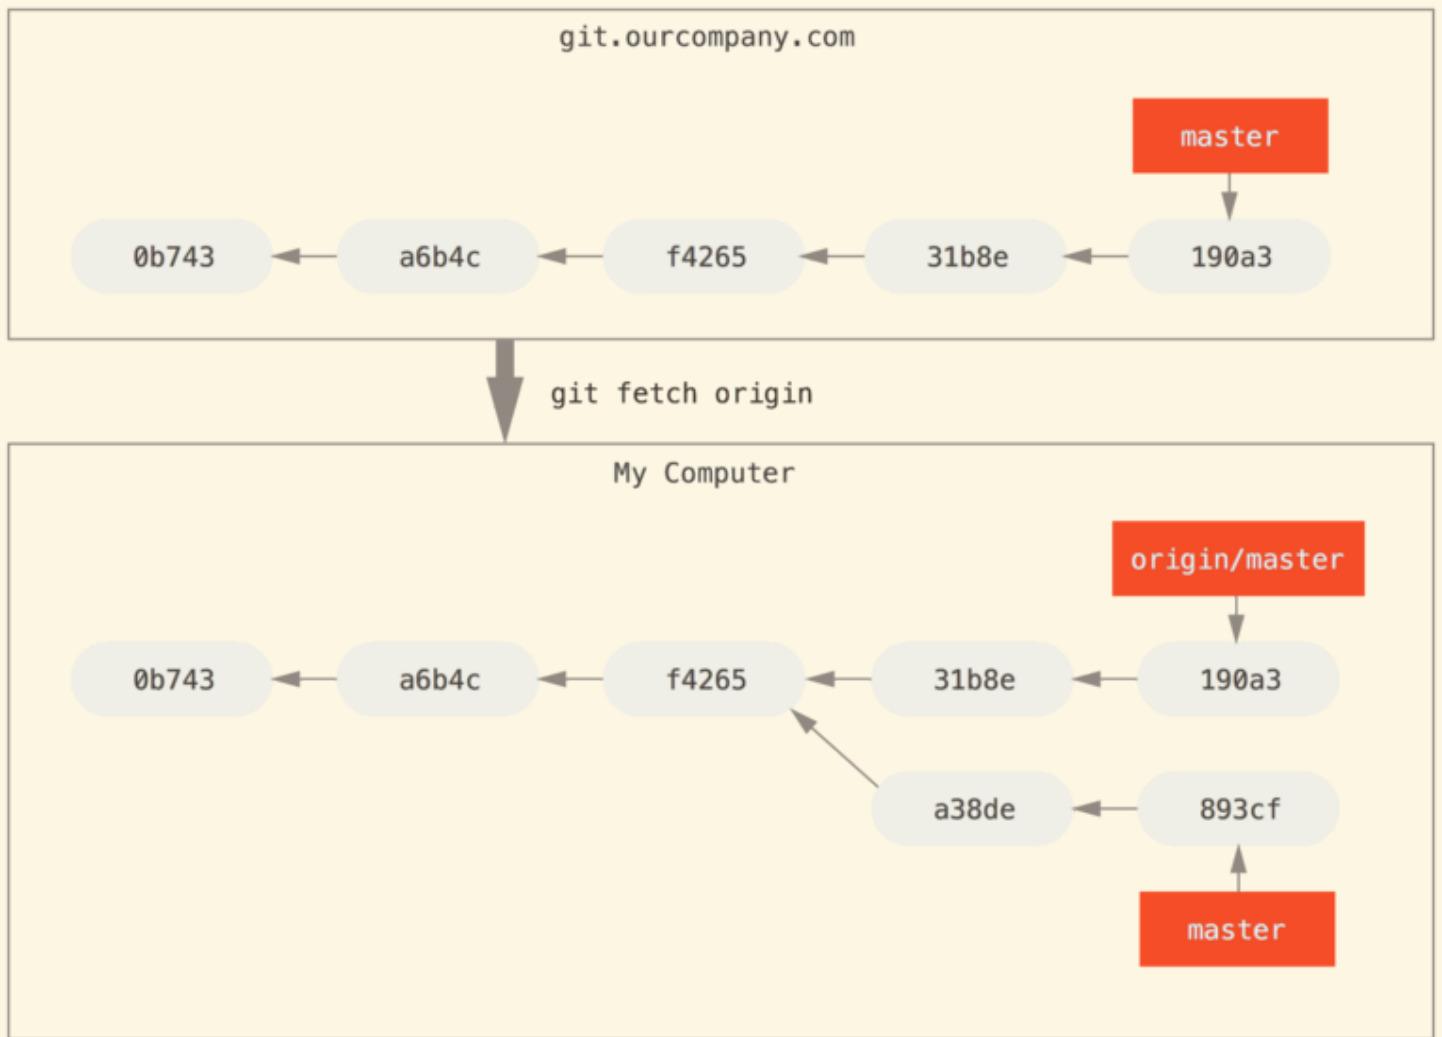 git.ourcompany.com
master
0b743 a6b4c f4265 31b8e 190a3
git fetch origin
My Computer
origin/master
0b743 a6b4c f4265 31b8e 190a3
a38de 893cf
master